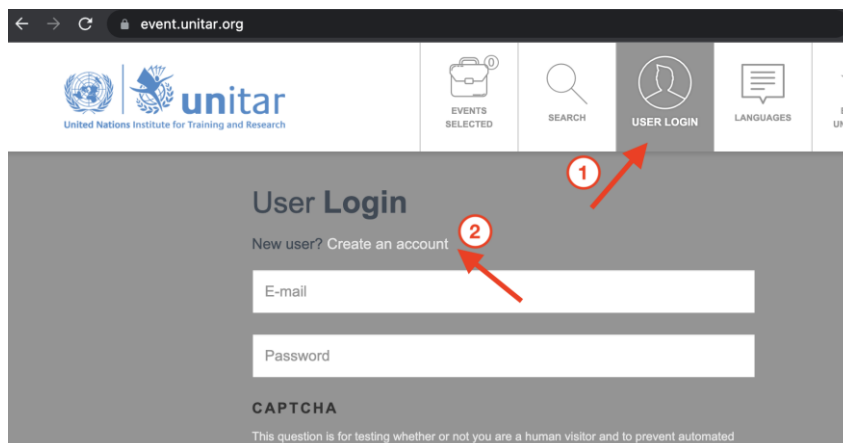 event.unitar.org
unitar
United Nations Institute for Training and Research
0
EVENTS
SELECTED
SEARCH
USER LOGIN
LANGUAGES
1
User Login
New user? Create an account
2
E-mail
Password
CAPTCHA
This question is for testing whether or not you are a human visitor and to prevent automated